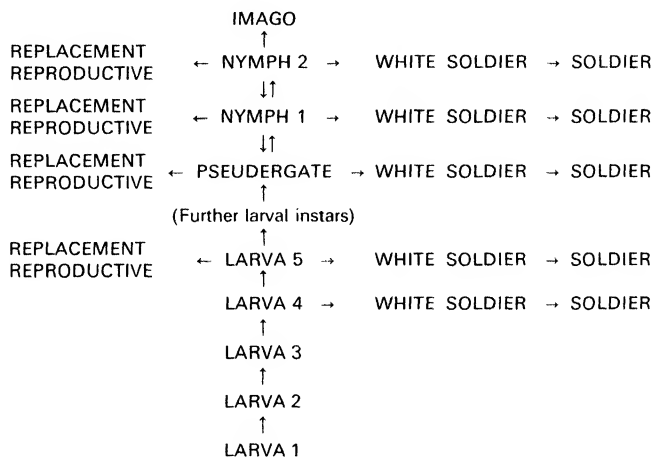 IMAGO
↑
REPLACEMENT
REPRODUCTIVE ← NYMPH 2 → WHITE SOLDIER → SOLDIER
↓↑
REPLACEMENT
REPRODUCTIVE ← NYMPH 1 → WHITE SOLDIER → SOLDIER
↓↑
REPLACEMENT
REPRODUCTIVE ← PSEUDERGATE → WHITE SOLDIER → SOLDIER
↑
(Further larval instars)
↑
REPLACEMENT
REPRODUCTIVE ← LARVA 5 → WHITE SOLDIER → SOLDIER
↑
LARVA 4 → WHITE SOLDIER → SOLDIER
↑
LARVA 3
↑
LARVA 2
↑
LARVA 1